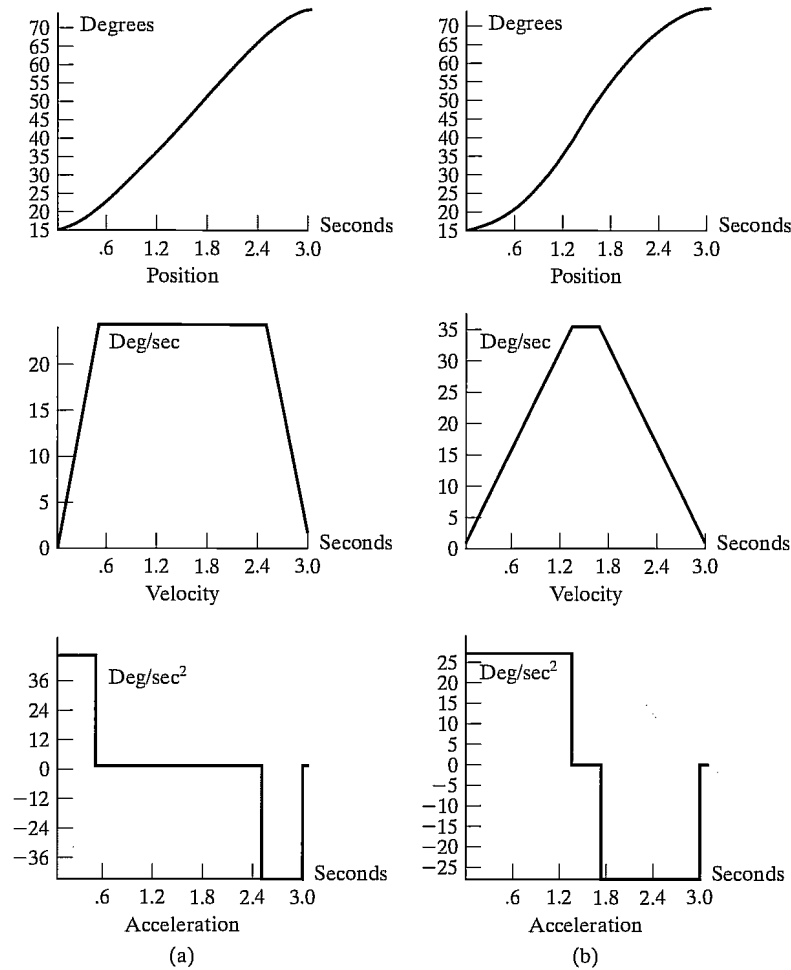 Degrees
70
65
60
55
50
45
40
35
30
25
20
15
.6 1.2 1.8 2.4 3.0 Seconds
Position
Degrees
70
65
60
55
50
45
40
35
30
25
20
15
.6 1.2 1.8 2.4 3.0 Seconds
Position
Deg/sec
20
15
10
5
0
.6 1.2 1.8 2.4 3.0 Seconds
Velocity
35
Deg/sec
30
25
20
15
10
5
0
.6 1.2 1.8 2.4 3.0 Seconds
Velocity
Deg/sec²
36
24
12
0
−12
−24
−36
.6 1.2 1.8 2.4 3.0 Seconds
Acceleration
(a)
25
Deg/sec²
20
15
10
5
0
−5
−10
−15
−20
−25
.6 1.2 1.8 2.4 3.0 Seconds
Acceleration
(b)